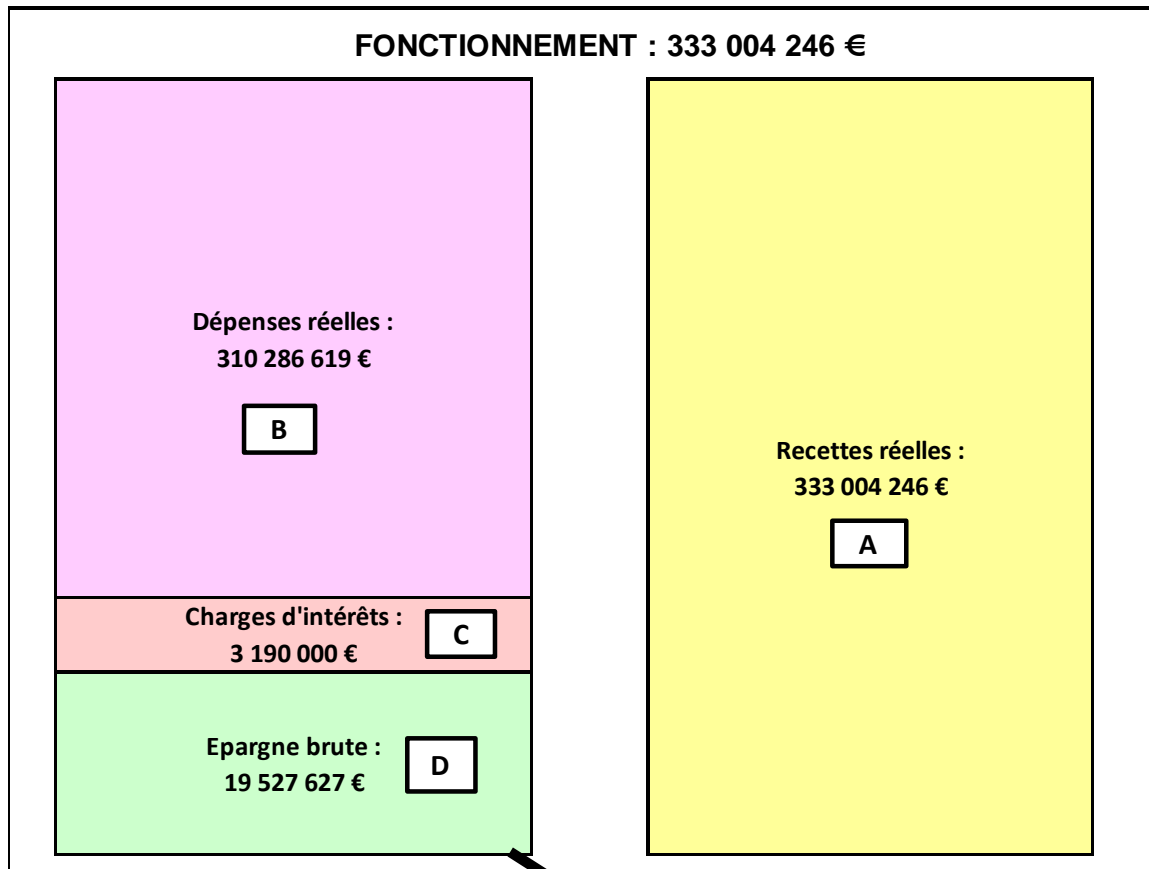 FONCTIONNEMENT : 333 004 246 €
Dépenses réelles :
310 286 619 €
B
Charges d'intérêts :
3 190 000 €
C
Epargne brute :
19 527 627 €
D
Recettes réelles :
333 004 246 €
A